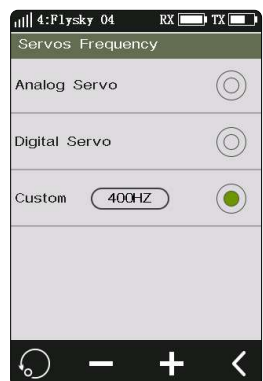 4:Flysky 04 RX TX
Servos Frequency
Analog Servo
Digital Servo
Custom 400HZ